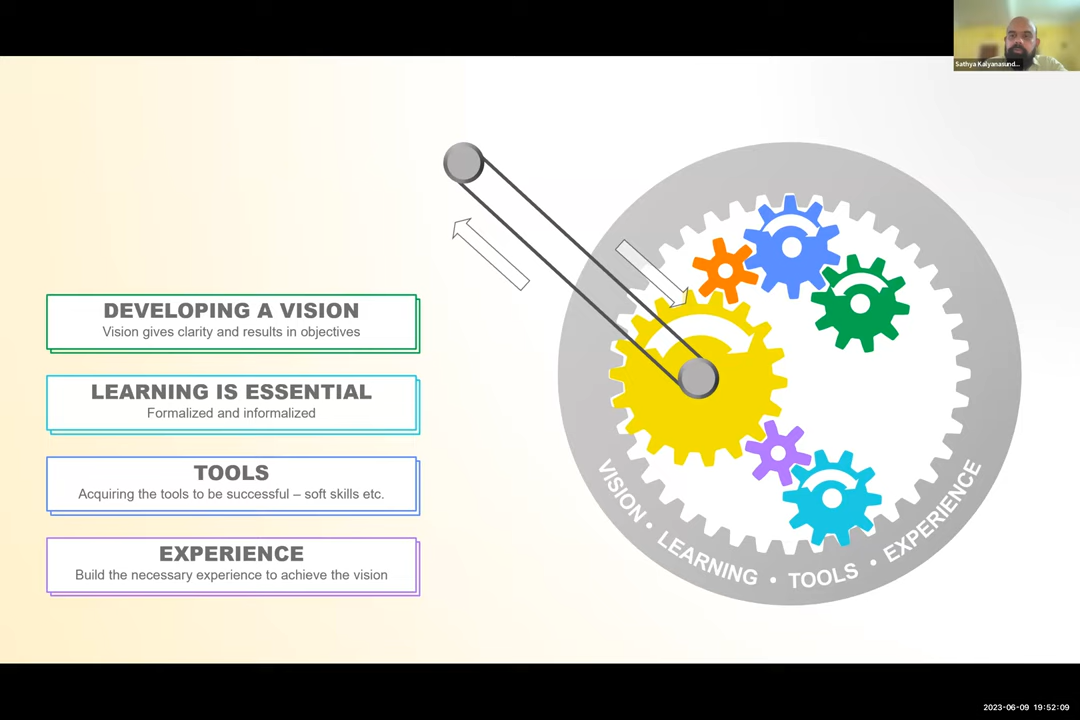 Sathya Kalyanasund...
DEVELOPING A VISION
Vision gives clarity and results in objectives
LEARNING IS ESSENTIAL
Formalized and informalized
TOOLS
Acquiring the tools to be successful – soft skills etc.
EXPERIENCE
Build the necessary experience to achieve the vision
VISION • LEARNING • TOOLS • EXPERIENCE
2023-06-09 19:52:09